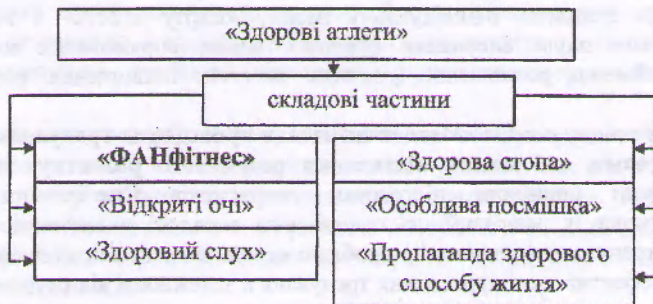 «Здорові атлети»
складові частини
«ФАНфітнес»
«Відкриті очі»
«Здоровий слух»
«Здорова стопа»
«Особлива посмішка»
«Пропаганда здорового
способу життя»